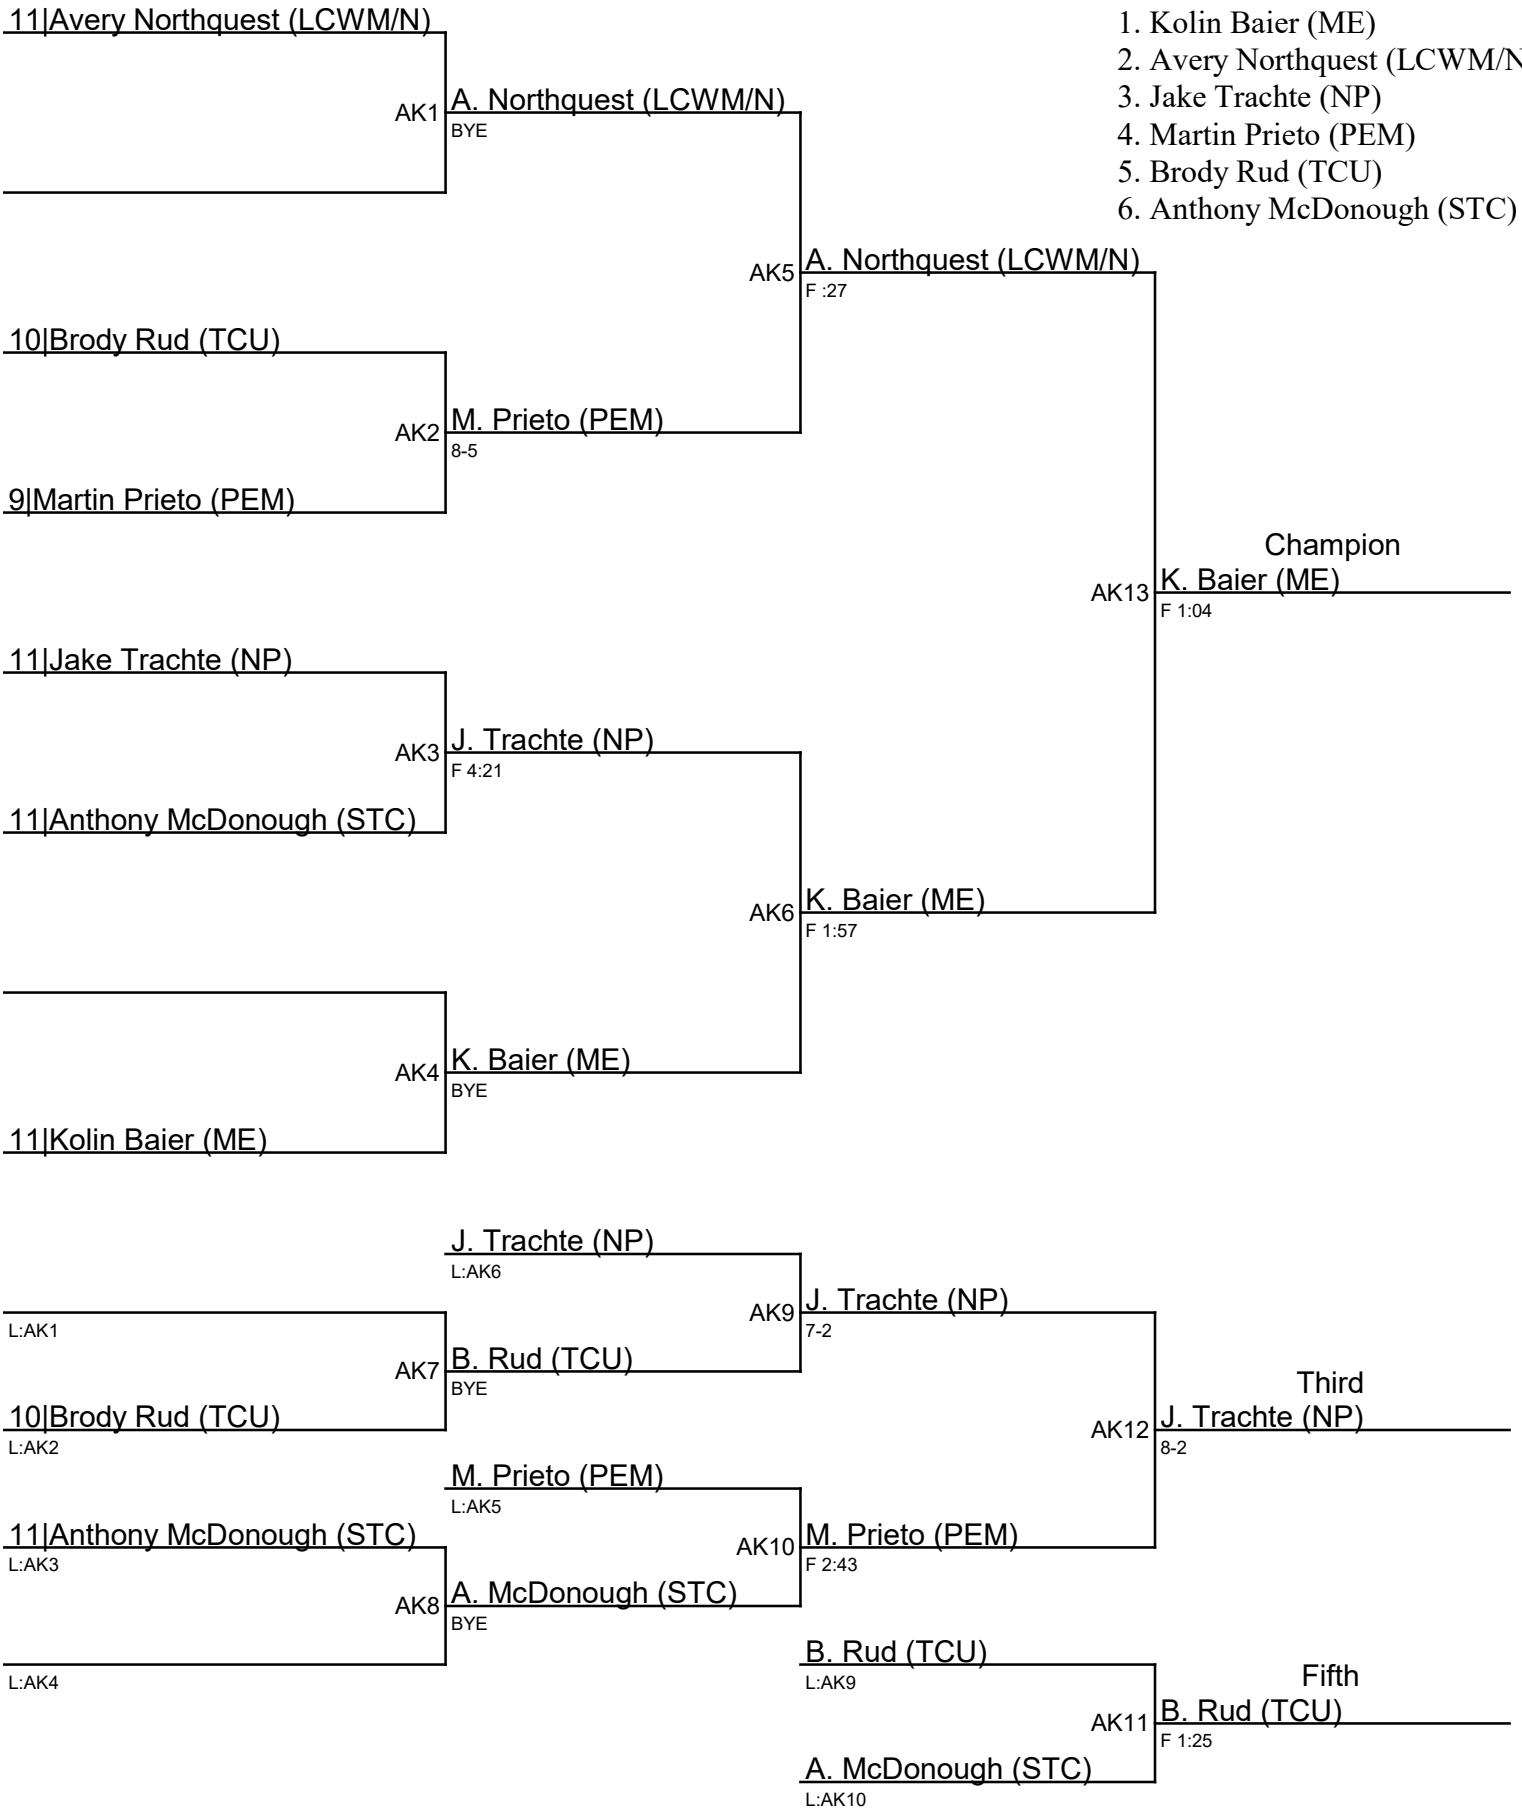 11|Avery Northquest (LCWM/N)
1. Kolin Baier (ME)
2. Avery Northquest (LCWM/N
3. Jake Trachte (NP)
4. Martin Prieto (PEM)
5. Brody Rud (TCU)
6. Anthony McDonough (STC)
AK1
A. Northquest (LCWM/N)
BYE
AK5
A. Northquest (LCWM/N)
F :27
10|Brody Rud (TCU)
AK2
M. Prieto (PEM)
8-5
9|Martin Prieto (PEM)
Champion
AK13
K. Baier (ME)
F 1:04
11|Jake Trachte (NP)
AK3
J. Trachte (NP)
F 4:21
11|Anthony McDonough (STC)
AK6
K. Baier (ME)
F 1:57
AK4
K. Baier (ME)
BYE
11|Kolin Baier (ME)
J. Trachte (NP)
L:AK6
AK9
J. Trachte (NP)
7-2
L:AK1
AK7
B. Rud (TCU)
BYE
10|Brody Rud (TCU)
L:AK2
Third
AK12
J. Trachte (NP)
8-2
M. Prieto (PEM)
L:AK5
11|Anthony McDonough (STC)
L:AK3
AK10
M. Prieto (PEM)
F 2:43
AK8
A. McDonough (STC)
BYE
L:AK4
B. Rud (TCU)
L:AK9
Fifth
AK11
B. Rud (TCU)
F 1:25
A. McDonough (STC)
L:AK10